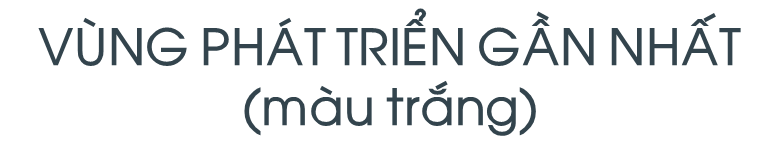 VÙNG PHÁT TRIỂN GẦN NHẤT
(màu trắng)